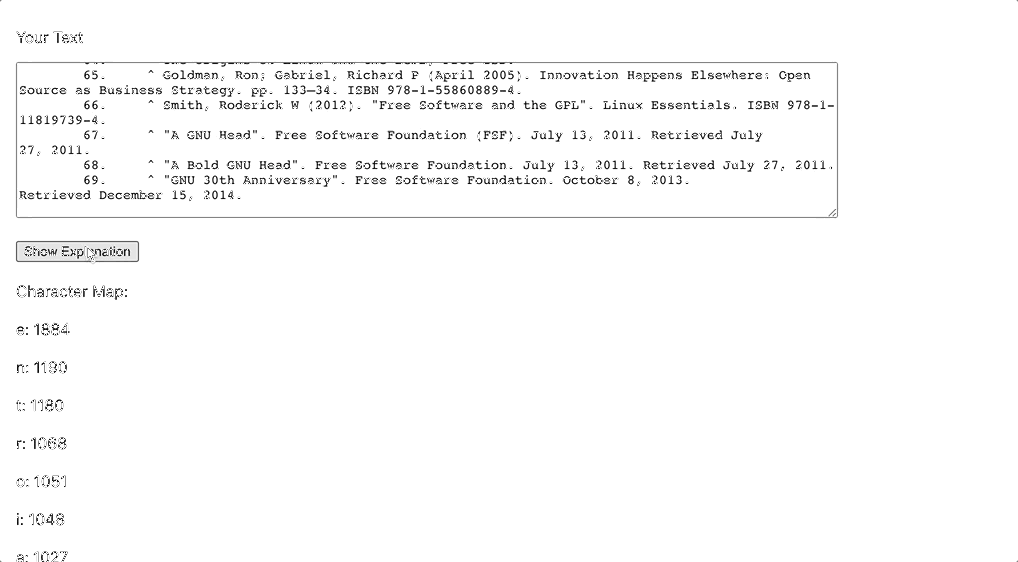 Your Text
65. ^ Goldman, Ron; Gabriel, Richard P (April 2005). Innovation Happens Elsewhere: Open
Source as Business Strategy. pp. 133–34. ISBN 978-1-55860889-4.
66. ^ Smith, Roderick W (2012). "Free Software and the GPL". Linux Essentials. ISBN 978-1-
11819739-4.
67. ^ "A GNU Head". Free Software Foundation (FSF). July 13, 2011. Retrieved July
27, 2011.
68. ^ "A Bold GNU Head". Free Software Foundation. July 13, 2011. Retrieved July 27, 2011.
69. ^ "GNU 30th Anniversary". Free Software Foundation. October 8, 2013.
Retrieved December 15, 2014.
Show Explanation
Character Map:
e: 1884
n: 1180
t: 1180
r: 1068
o: 1051
i: 1048
a: 1027